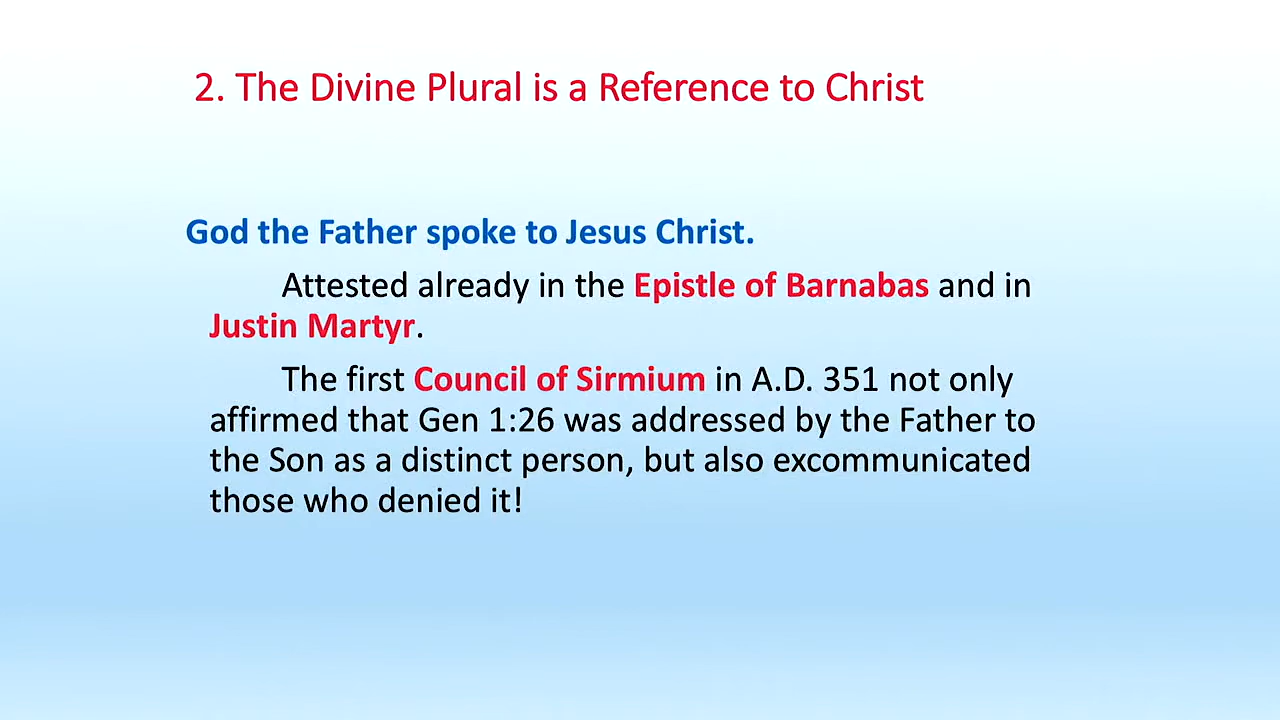 2. The Divine Plural is a Reference to Christ
God the Father spoke to Jesus Christ.
Attested already in the Epistle of Barnabas and in
Justin Martyr.
The first Council of Sirmium in A.D. 351 not only
affirmed that Gen 1:26 was addressed by the Father to
the Son as a distinct person, but also excommunicated
those who denied it!